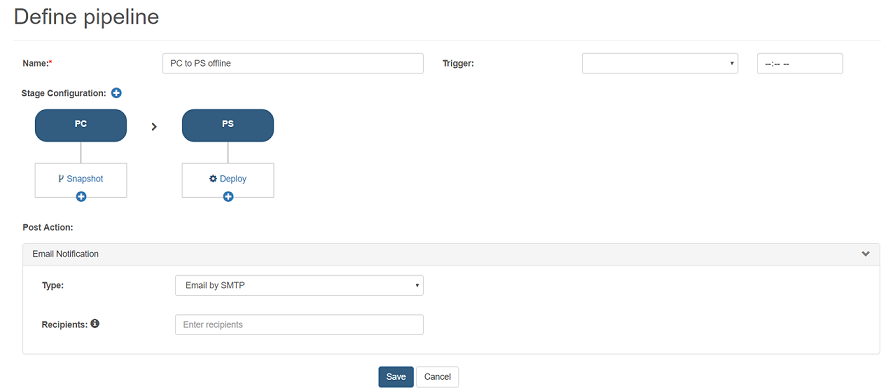 Define pipeline
Name:* PC to PS offline Trigger: --:-- --
Stage Configuration:
PC PS
Snapshot Deploy
Post Action:
Email Notification
Type: Email by SMTP
Recipients: Enter recipients
Save Cancel